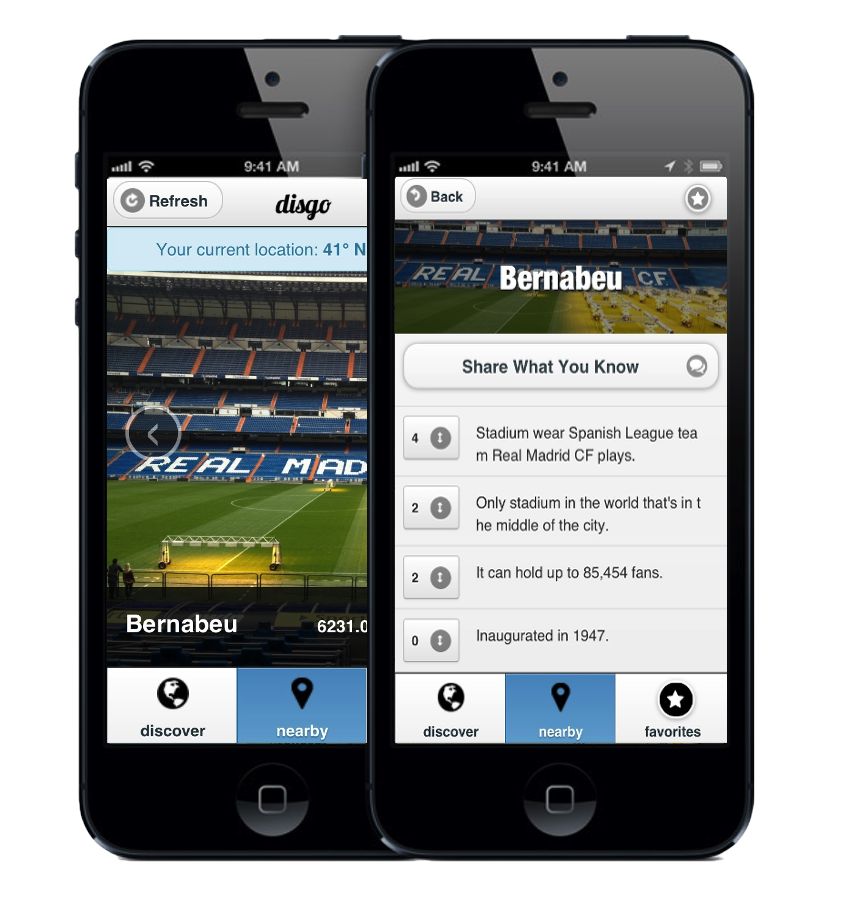 9:41 AM
Refresh
disgo
Your current location: 41° N
REAL MAD
Bernabeu
6231.0
discover
nearby
9:41 AM
Back
REAL
C.F.
Bernabeu
Share What You Know
4
Stadium wear Spanish League tea
m Real Madrid CF plays.
2
Only stadium in the world that's in t
he middle of the city.
2
It can hold up to 85,454 fans.
0
Inaugurated in 1947.
discover
nearby
favorites